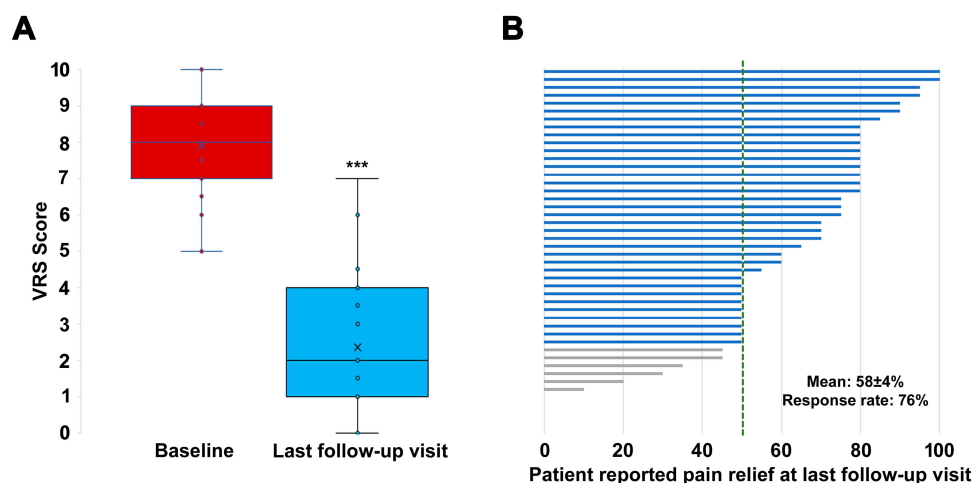 A
B
VRS Score
10
9
8
7
6
5
4
3
2
1
0
***
Baseline
Last follow-up visit
Mean: 58±4%
Response rate: 76%
0
20
40
50
60
80
100
Patient reported pain relief at last follow-up visit